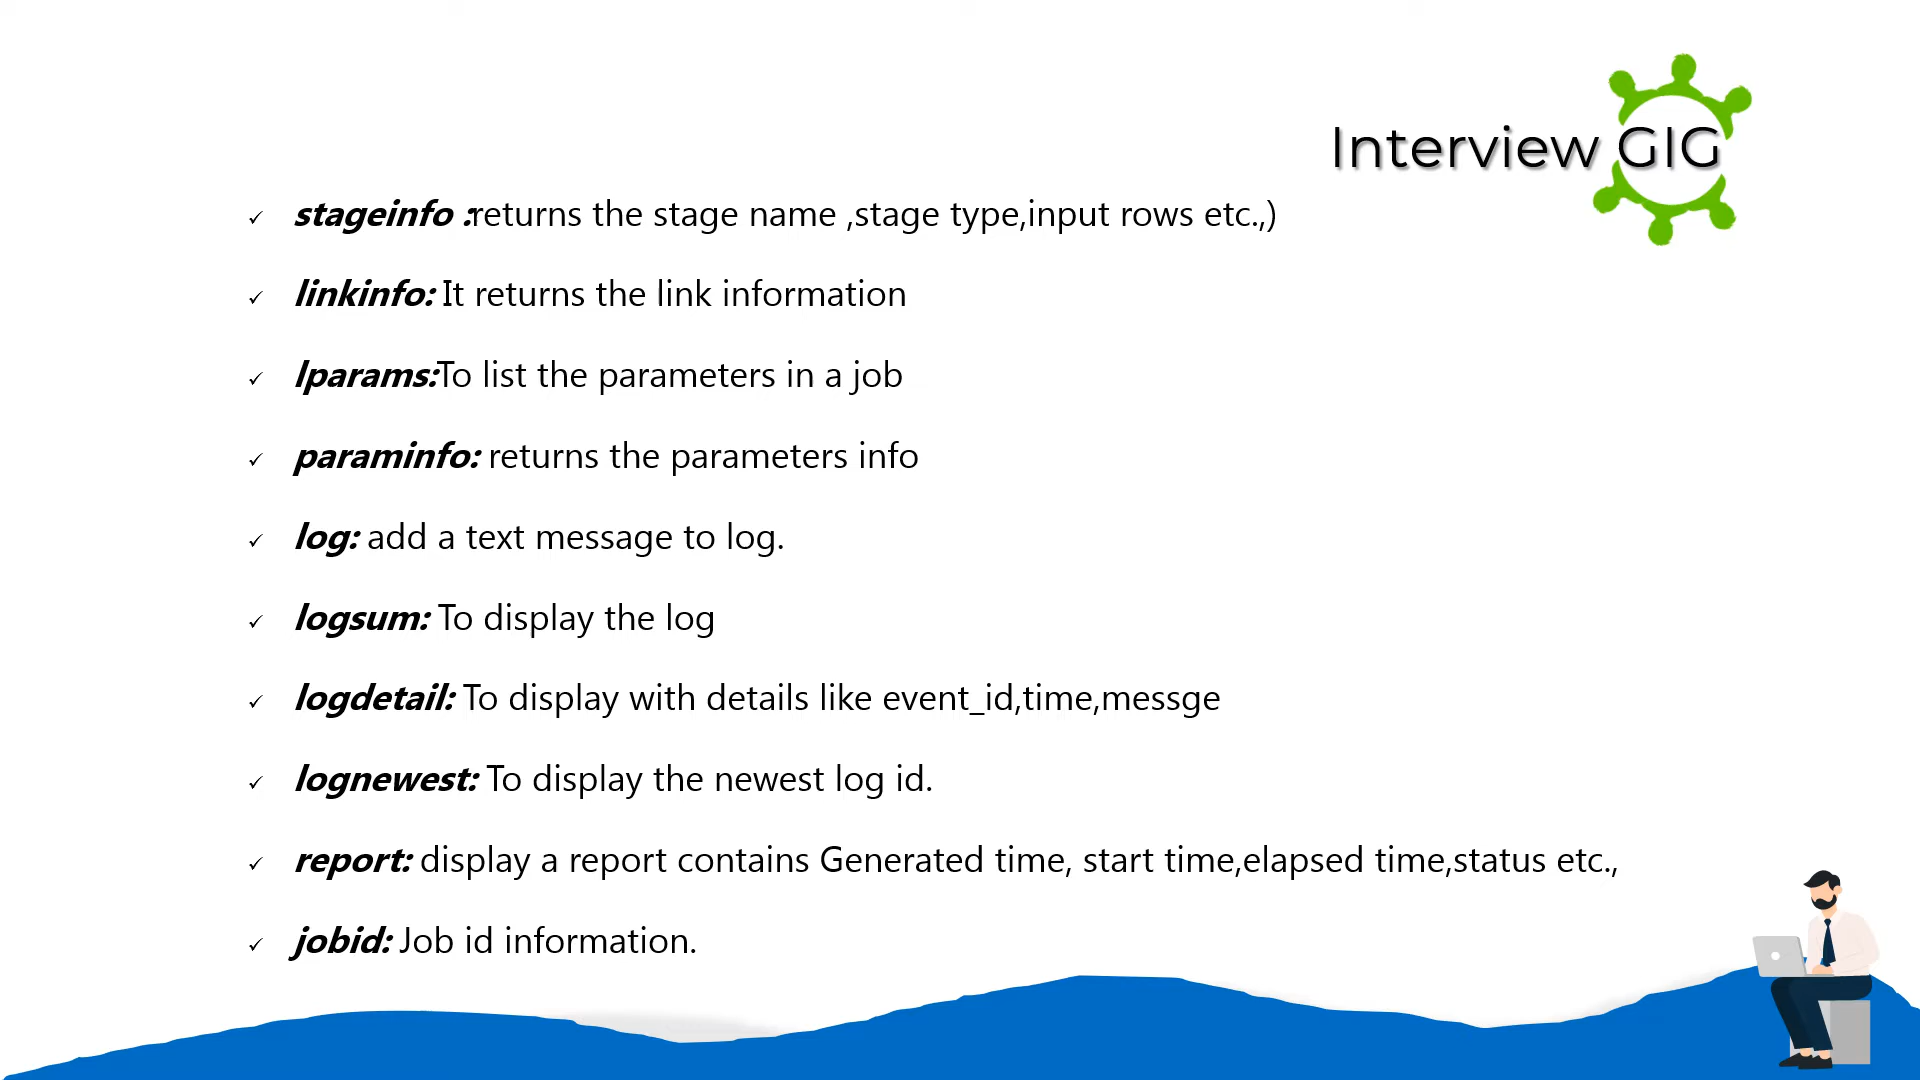 Interview GIG
stageinfo :returns the stage name ,stage type,input rows etc.,)
linkinfo: It returns the link information
lparams:To list the parameters in a job
paraminfo: returns the parameters info
log: add a text message to log.
logsum: To display the log
logdetail: To display with details like event_id,time,messge
lognewest: To display the newest log id.
report: display a report contains Generated time, start time,elapsed time,status etc.,
jobid: Job id information.